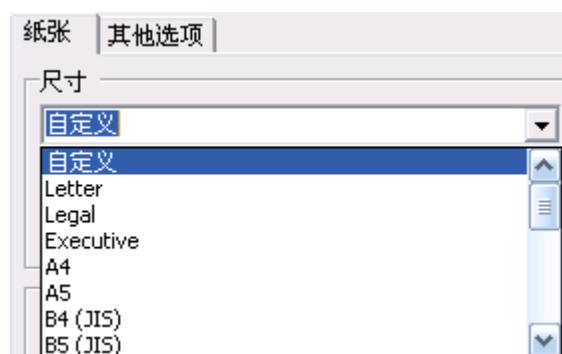 纸张 其他选项
尺寸
自定义
自定义
Letter
Legal
Executive
A4
A5
B4 (JIS)
B5 (JIS)